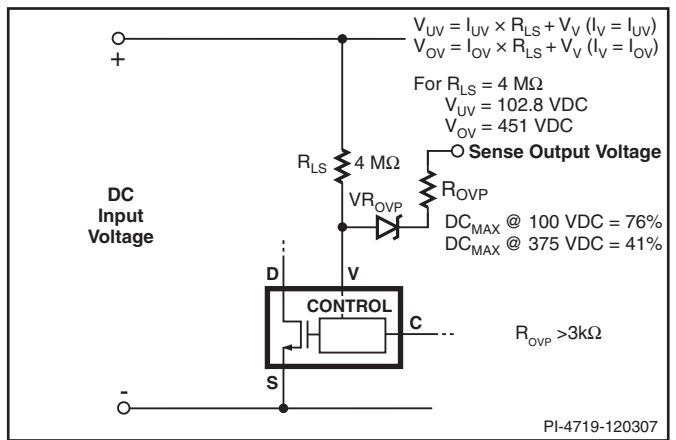 V_UV = I_UV × R_LS + V_V (I_V = I_UV)
V_OV = I_OV × R_LS + V_V (I_V = I_OV)
+
For R_LS = 4 MΩ
V_UV = 102.8 VDC
V_OV = 451 VDC
Sense Output Voltage
R_LS
4 MΩ
R_OVP
VR_OVP
DC
Input
Voltage
DC_MAX @ 100 VDC = 76%
DC_MAX @ 375 VDC = 41%
D
V
CONTROL
C
R_OVP >3kΩ
S
-
PI-4719-120307